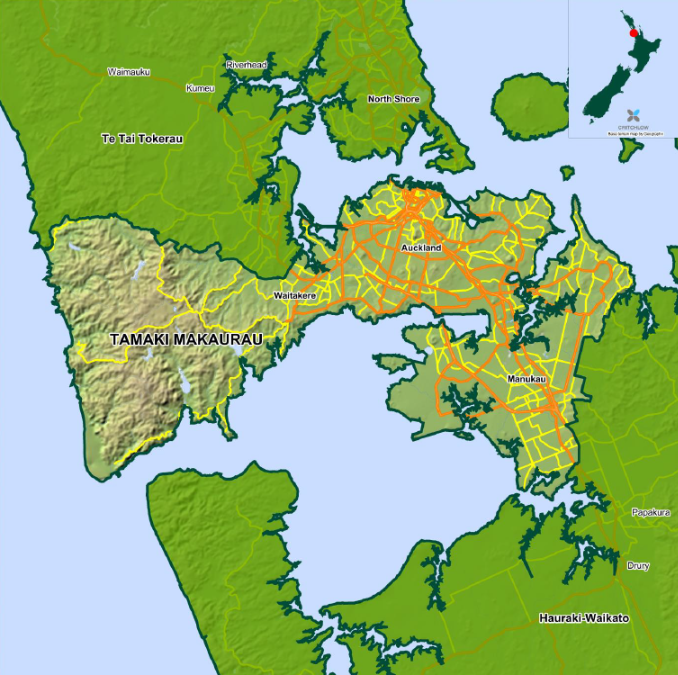 Riverhead
Waimauku
Kumeu
North Shore
Te Tai Tokerau
Auckland
Waitakere
TAMAKI MAKAURAU
Manukau
Papakura
Drury
Hauraki-Waikato